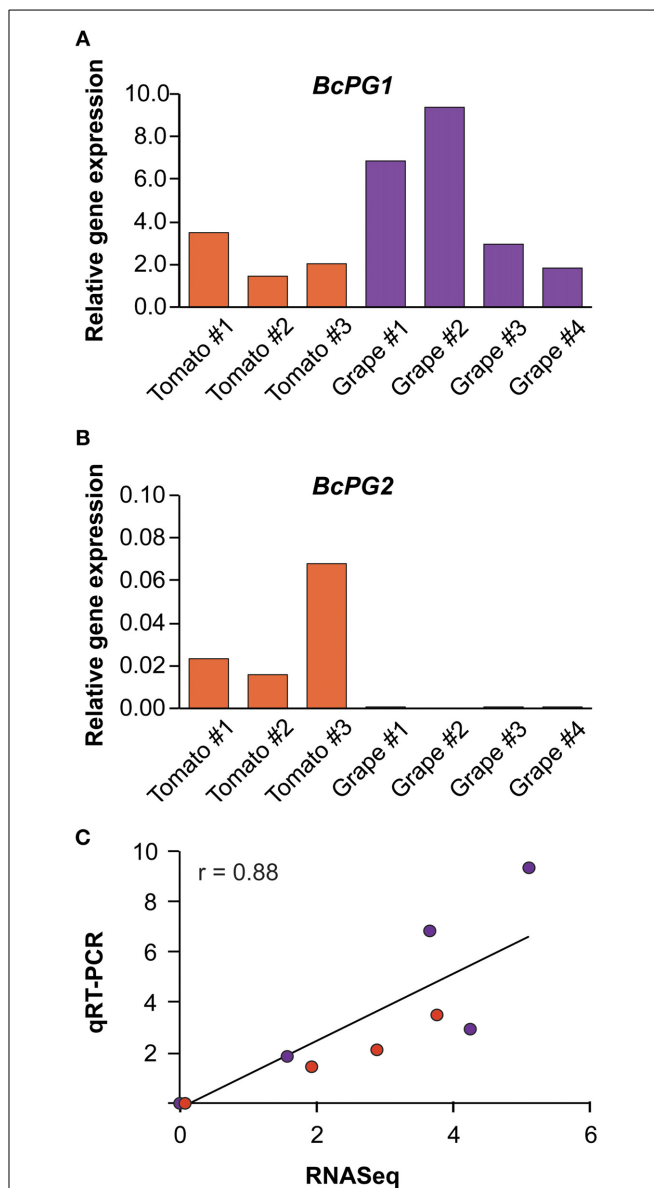 A
BcPG1
Relative gene expression
10.0
8.0
6.0
4.0
2.0
0.0
Tomato #1
Tomato #2
Tomato #3
Grape #1
Grape #2
Grape #3
Grape #4
B
BcPG2
Relative gene expression
0.10
0.08
0.06
0.04
0.02
0.00
Tomato #1
Tomato #2
Tomato #3
Grape #1
Grape #2
Grape #3
Grape #4
C
r = 0.88
qRT-PCR
10
8
6
4
2
0
2
4
6
RNASeq